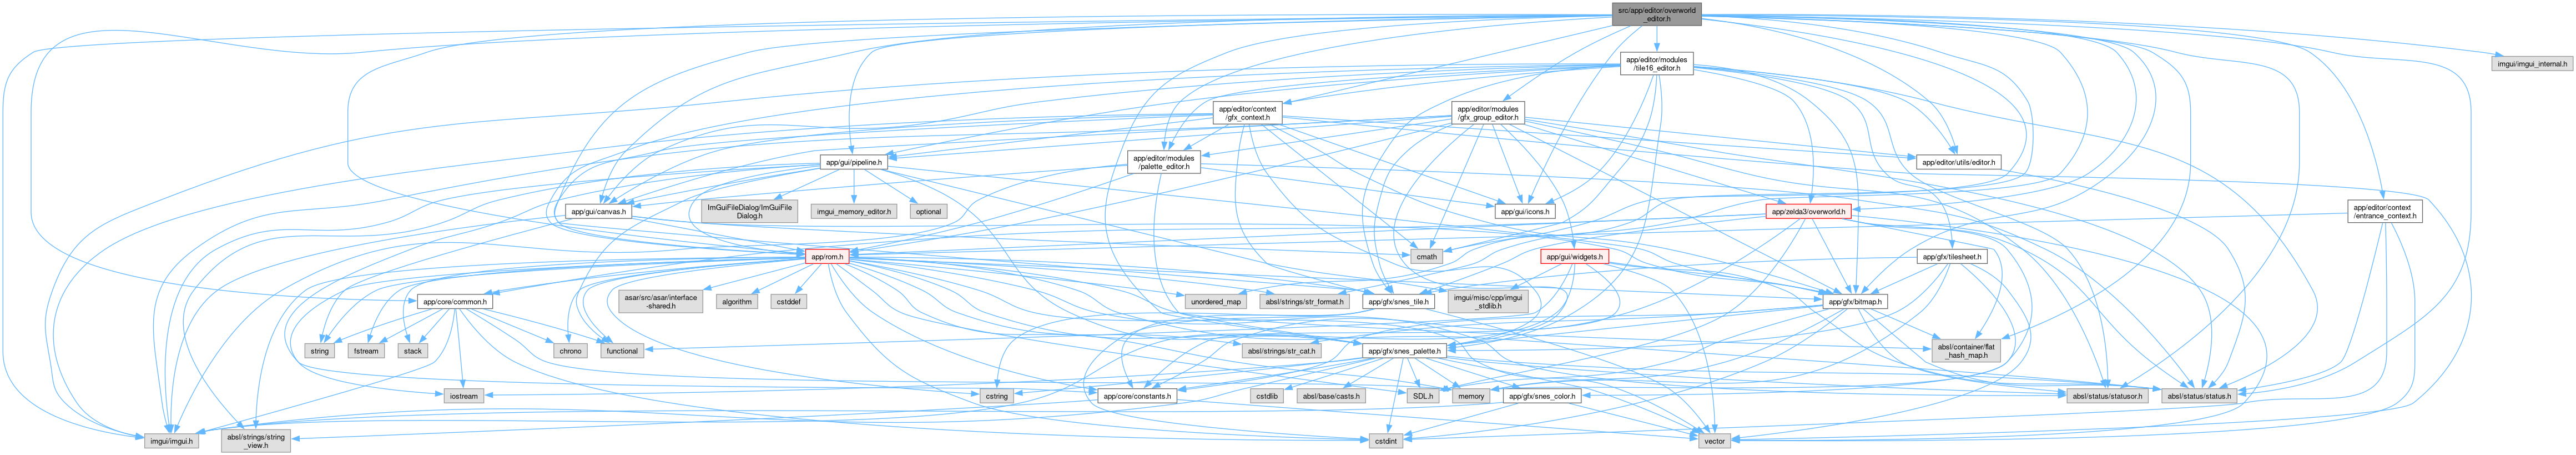 src/app/editor/overworld
_editor.h
imgui/imgui_internal.h
app/editor/modules
/tile16_editor.h
app/editor/context
/gfx_context.h
app/editor/modules
/gfx_group_editor.h
app/gui/pipeline.h
app/editor/modules
/palette_editor.h
app/editor/utils/editor.h
ImGuiFileDialog/ImGuiFile
Dialog.h
imgui_memory_editor.h
optional
app/gui/canvas.h
app/gui/icons.h
app/zelda3/overworld.h
app/editor/context
/entrance_context.h
app/rom.h
cmath
app/gui/widgets.h
app/gfx/tilesheet.h
app/core/common.h
asar/src/asar/interface
-shared.h
algorithm
cstddef
unordered_map
absl/strings/str_format.h
imgui/misc/cpp/imgui
_stdlib.h
app/gfx/snes_tile.h
app/gfx/bitmap.h
string
fstream
stack
chrono
functional
absl/strings/str_cat.h
app/gfx/snes_palette.h
absl/container/flat
_hash_map.h
iostream
cstring
app/core/constants.h
cstdlib
absl/base/casts.h
SDL.h
memory
app/gfx/snes_color.h
absl/status/statusor.h
absl/status/status.h
imgui/imgui.h
absl/strings/string
_view.h
cstdint
vector